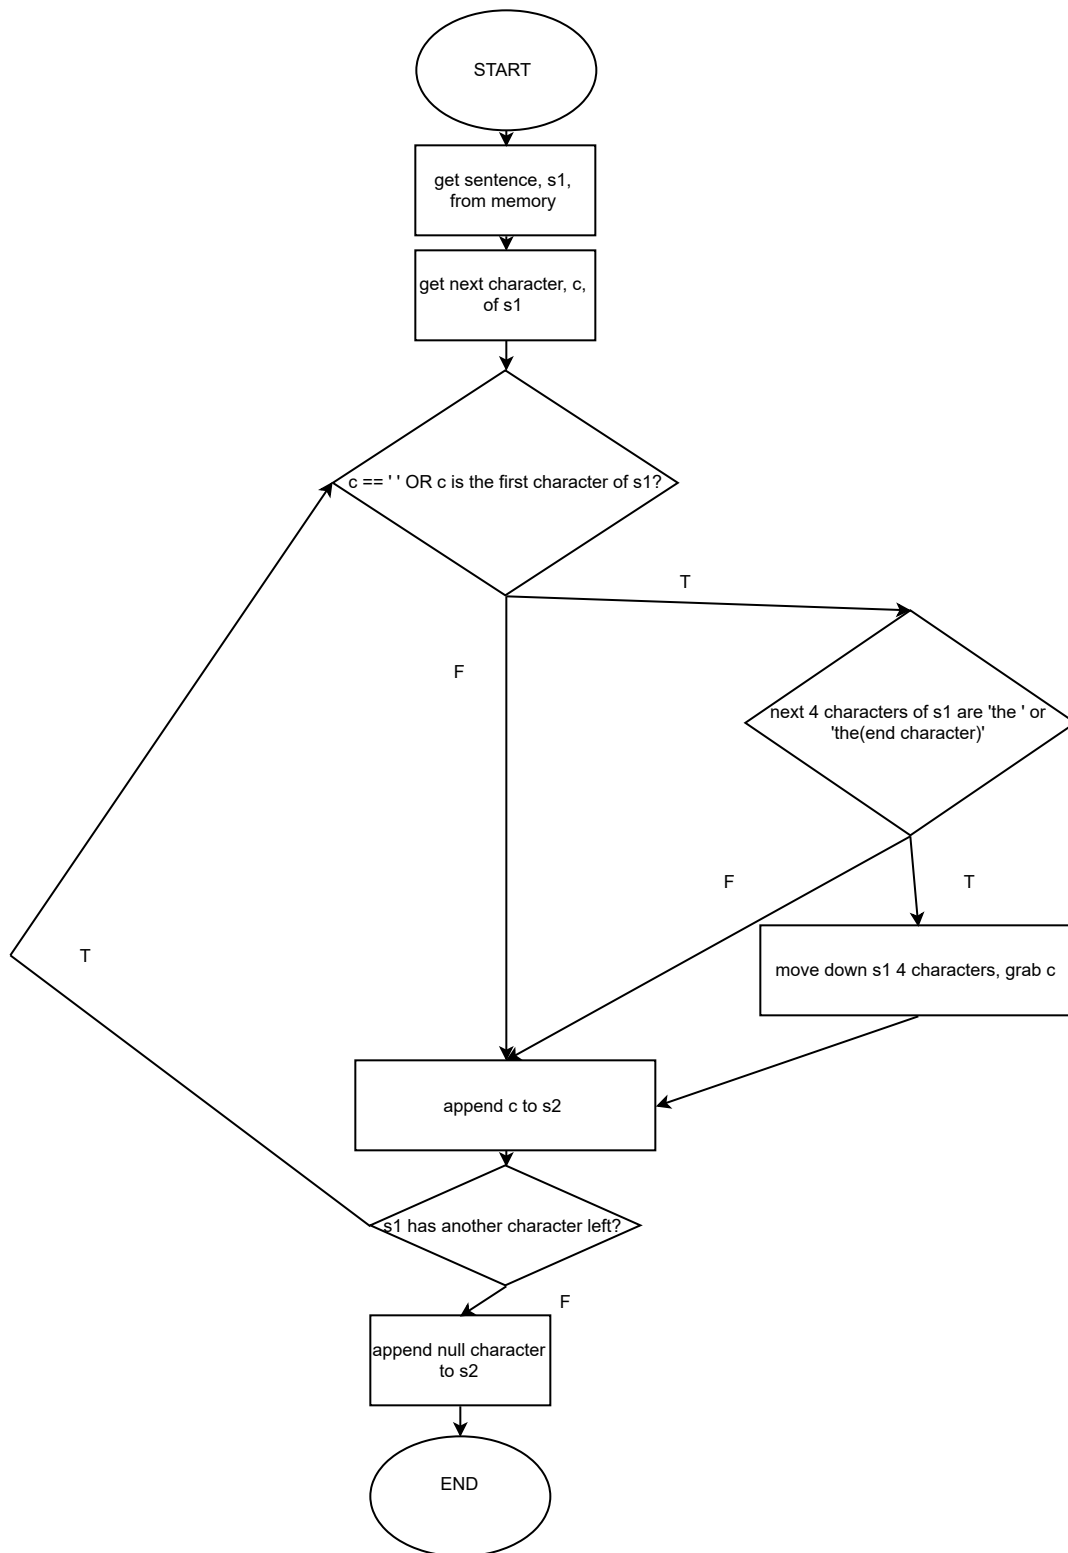 START
get sentence, s1,
from memory
get next character, c,
of s1
c == ' ' OR c is the first character of s1?
T
F
next 4 characters of s1 are 'the ' or
'the(end character)'
F
T
T
move down s1 4 characters, grab c
append c to s2
s1 has another character left?
F
append null character
to s2
END